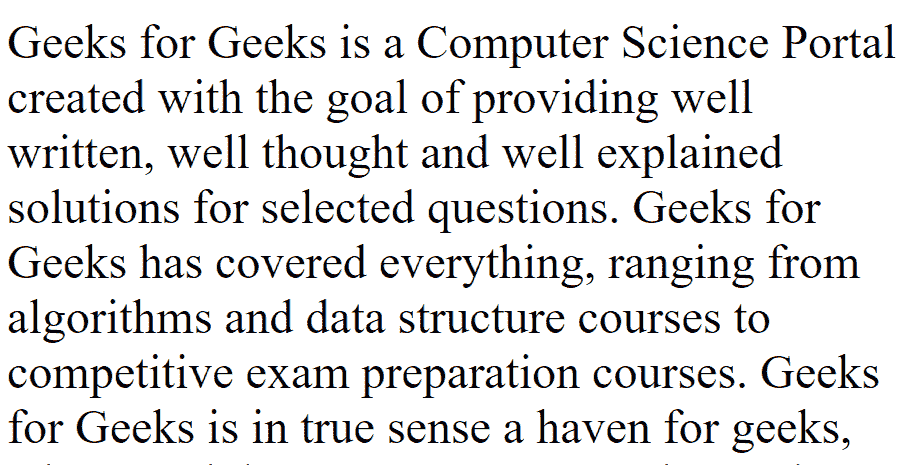 Geeks for Geeks is a Computer Science Portal
created with the goal of providing well
written, well thought and well explained
solutions for selected questions. Geeks for
Geeks has covered everything, ranging from
algorithms and data structure courses to
competitive exam preparation courses. Geeks
for Geeks is in true sense a haven for geeks,